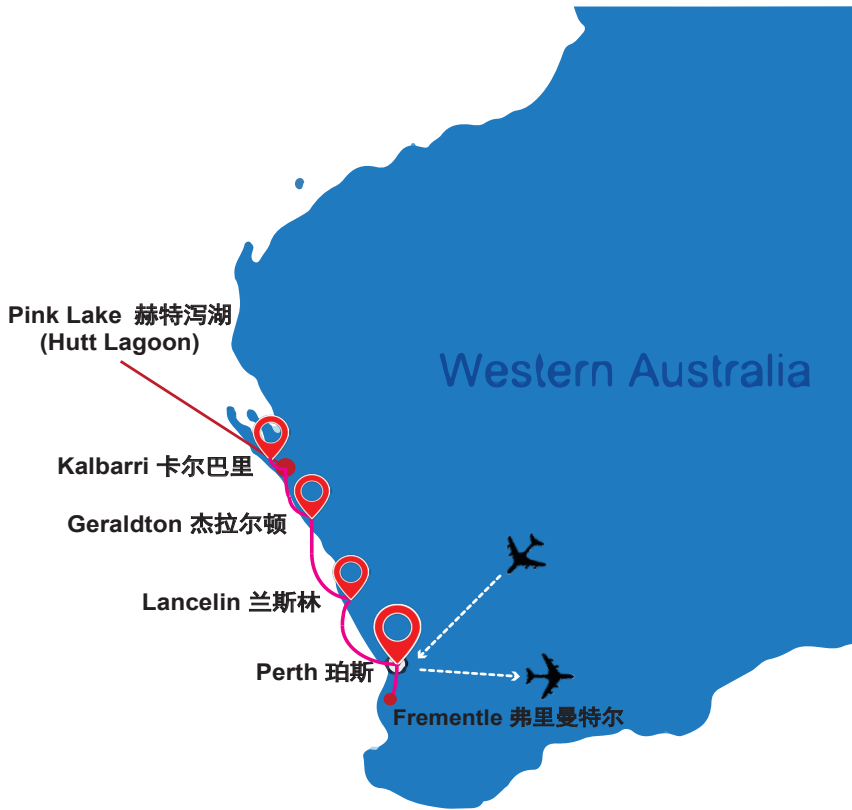 Pink Lake 赫特泻湖
(Hutt Lagoon)
Western Australia
Kalbarri 卡尔巴里
Geraldton 杰拉尔顿
Lancelin 兰斯林
Perth 珀斯
Frementle 弗里曼特尔